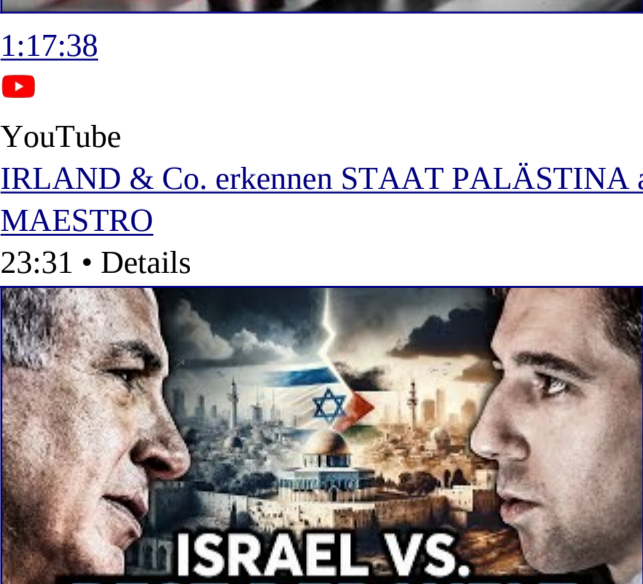 1:17:38
YouTube
IRLAND & Co. erkennen STAAT PALÄSTINA a
MAESTRO
23:31 • Details
ISRAEL VS.